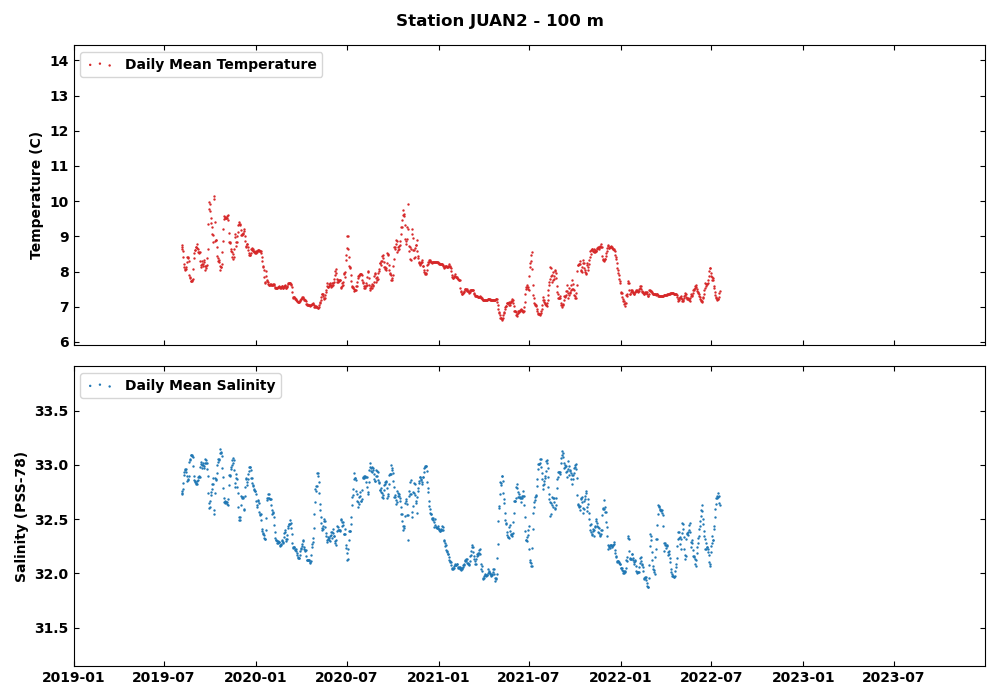 Station JUAN2 - 100 m
Daily Mean Temperature
Temperature (C)
14
13
12
11
10
9
8
7
6
Daily Mean Salinity
Salinity (PSS-78)
33.5
33.0
32.5
32.0
31.5
2019-01 2019-07 2020-01 2020-07 2021-01 2021-07 2022-01 2022-07 2023-01 2023-07